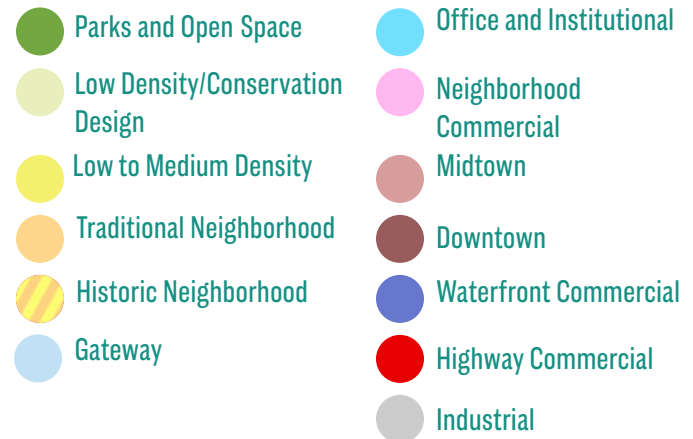 Parks and Open Space
Low Density/Conservation
Design
Low to Medium Density
Traditional Neighborhood
Historic Neighborhood
Gateway
Office and Institutional
Neighborhood
Commercial
Midtown
Downtown
Waterfront Commercial
Highway Commercial
Industrial